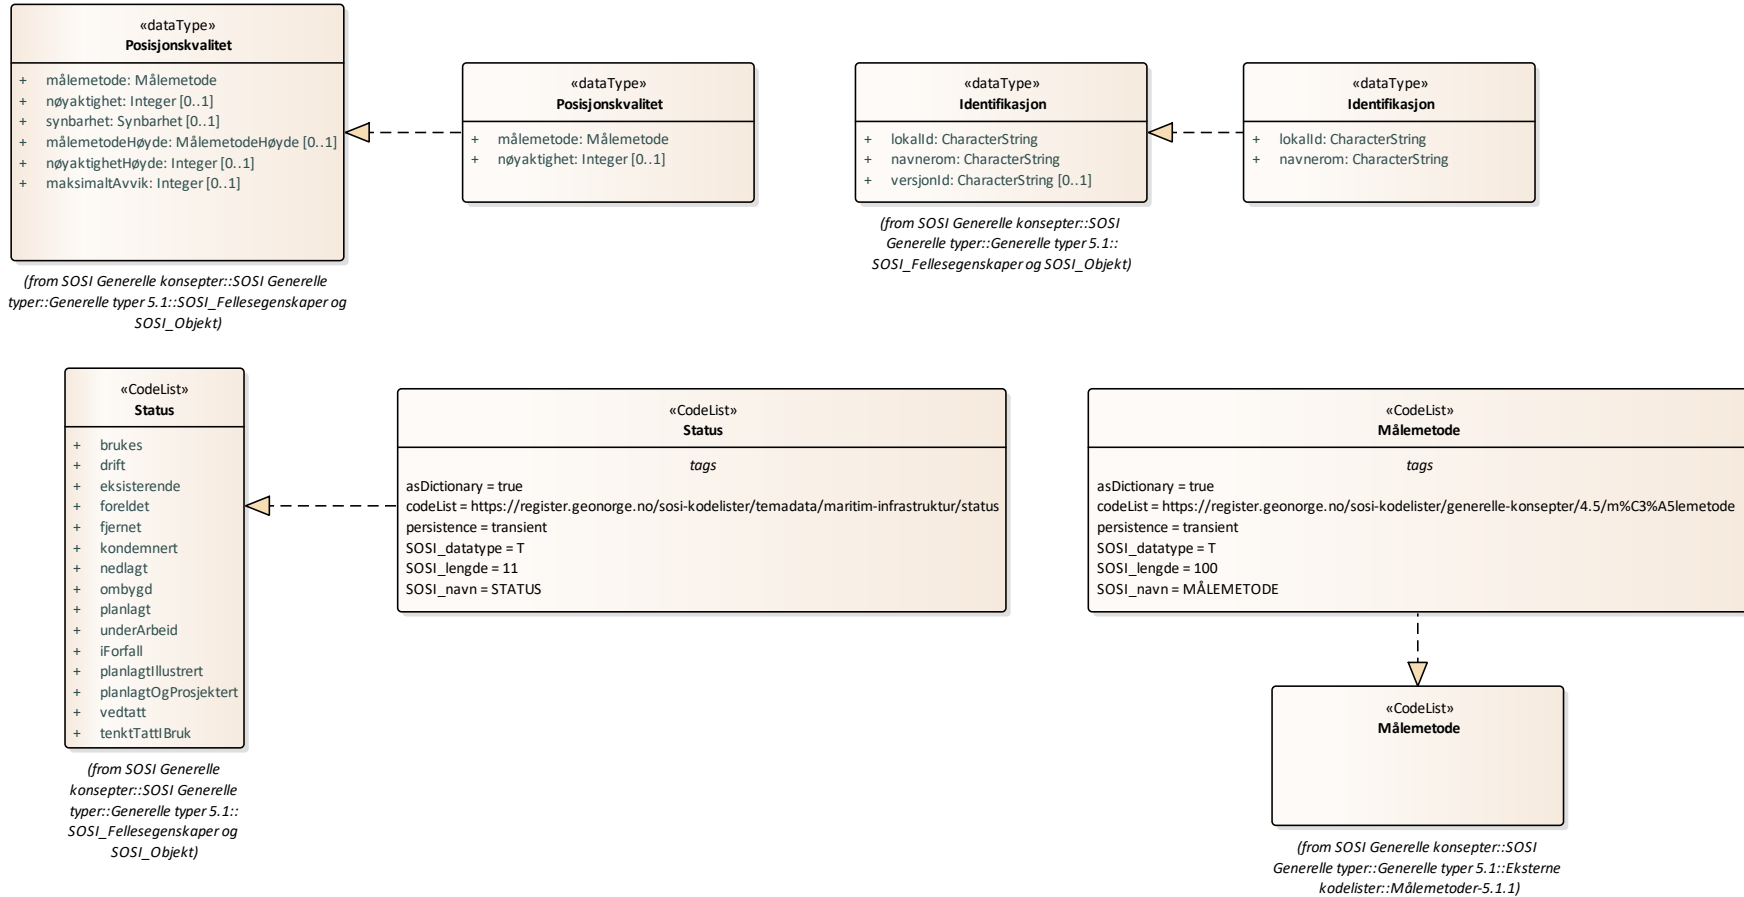 «dataType»
Posisjonskvalitet
+ målemetode: Målemetode
+ nøyaktighet: Integer [0..1]
+ synbarhet: Synbarhet [0..1]
+ målemetodeHøyde: MålemetodeHøyde [0..1]
+ nøyaktighetHøyde: Integer [0..1]
+ maksimaltAvvik: Integer [0..1]
(from SOSI Generelle konsepter::SOSI Generelle
typer::Generelle typer 5.1::SOSI_Fellesegenskaper og
SOSI_Objekt)
«dataType»
Posisjonskvalitet
+ målemetode: Målemetode
+ nøyaktighet: Integer [0..1]
«dataType»
Identifikasjon
+ lokalId: CharacterString
+ navnerom: CharacterString
+ versjonId: CharacterString [0..1]
(from SOSI Generelle konsepter::SOSI
Generelle typer::Generelle typer 5.1::
SOSI_Fellesegenskaper og SOSI_Objekt)
«dataType»
Identifikasjon
+ lokalId: CharacterString
+ navnerom: CharacterString
«CodeList»
Status
+ brukes
+ drift
+ eksisterende
+ foreldet
+ fjernet
+ kondemnert
+ nedlagt
+ ombygd
+ planlagt
+ underArbeid
+ iForfall
+ planlagtIllustrert
+ planlagtOgProsjektert
+ vedtatt
+ tenktTattIBruk
(from SOSI Generelle
konsepter::SOSI Generelle
typer::Generelle typer 5.1::
SOSI_Fellesegenskaper og
SOSI_Objekt)
«CodeList»
Status
tags
asDictionary = true
codeList = https://register.geonorge.no/sosi-kodelister/temadata/maritim-infrastruktur/status
persistence = transient
SOSI_datatype = T
SOSI_lengde = 11
SOSI_navn = STATUS
«CodeList»
Målemetode
tags
asDictionary = true
codeList = https://register.geonorge.no/sosi-kodelister/generelle-konsepter/4.5/m%C3%A5lemetode
persistence = transient
SOSI_datatype = T
SOSI_lengde = 100
SOSI_navn = MÅLEMETODE
«CodeList»
Målemetode
(from SOSI Generelle konsepter::SOSI
Generelle typer::Generelle typer 5.1::Eksterne
kodelister::Målemetoder-5.1.1)